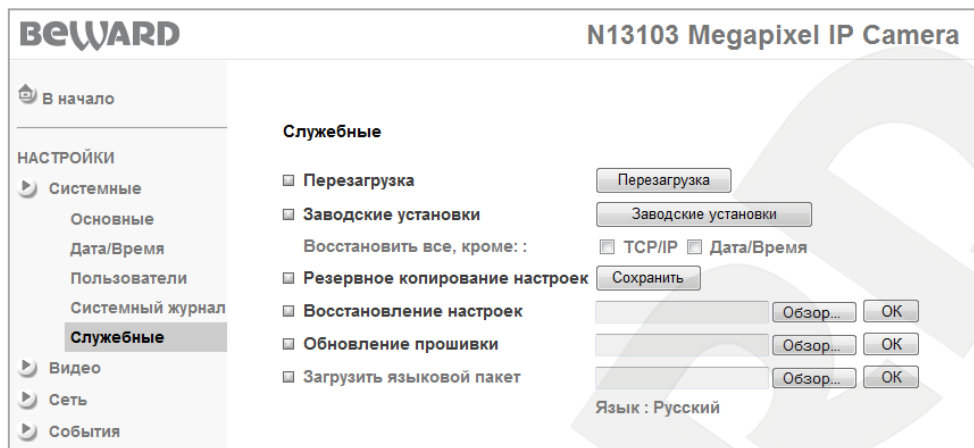 BEWARD
N13103 Megapixel IP Camera
В начало
НАСТРОЙКИ
Системные
Основные
Дата/Время
Пользователи
Системный журнал
Служебные
Видео
Сеть
События
Служебные
Перезагрузка Перезагрузка
Заводские установки Заводские установки
Восстановить все, кроме: : TCP/IP Дата/Время
Резервное копирование настроек Сохранить
Восстановление настроек Обзор... OK
Обновление прошивки Обзор... OK
Загрузить языковой пакет Обзор... OK
Язык : Русский